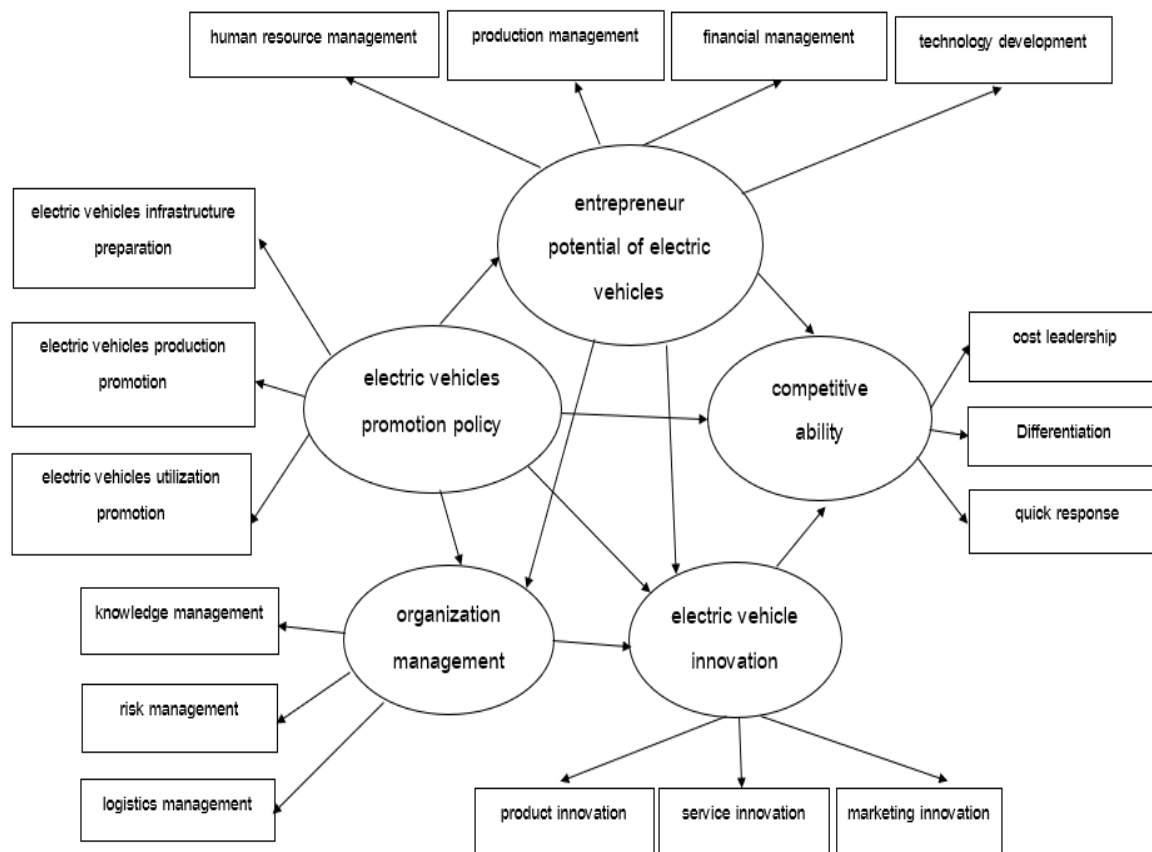 human resource management
production management
financial management
technology development
entrepreneur
potential of electric
vehicles
electric vehicles infrastructure
preparation
electric vehicles production
promotion
electric vehicles utilization
promotion
electric vehicles
promotion policy
competitive
ability
cost leadership
Differentiation
quick response
knowledge management
risk management
logistics management
organization
management
electric vehicle
innovation
product innovation
service innovation
marketing innovation